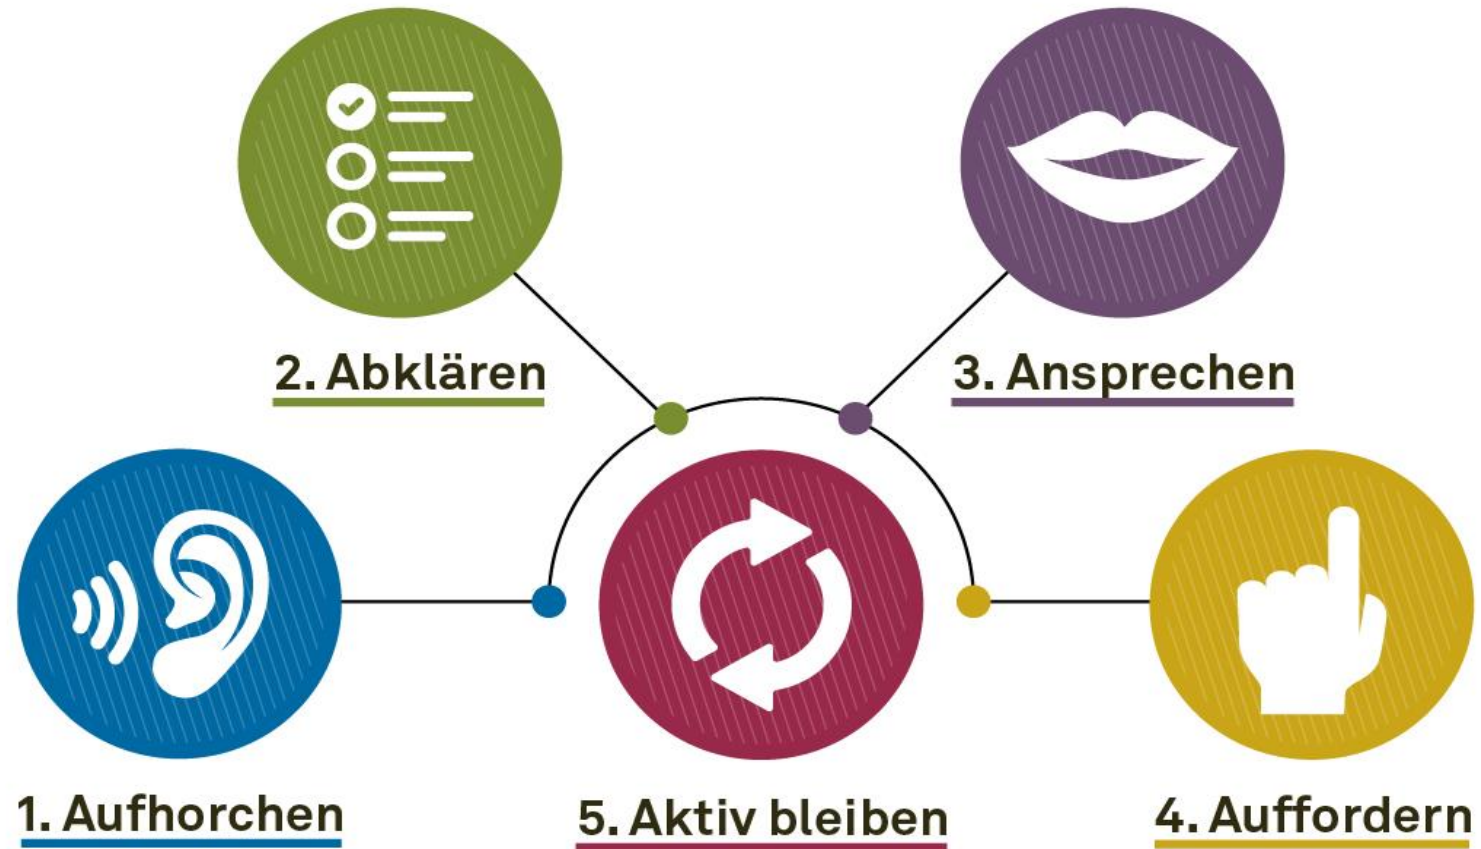 2. Abklären
3. Ansprechen
1. Aufhorchen
5. Aktiv bleiben
4. Auffordern